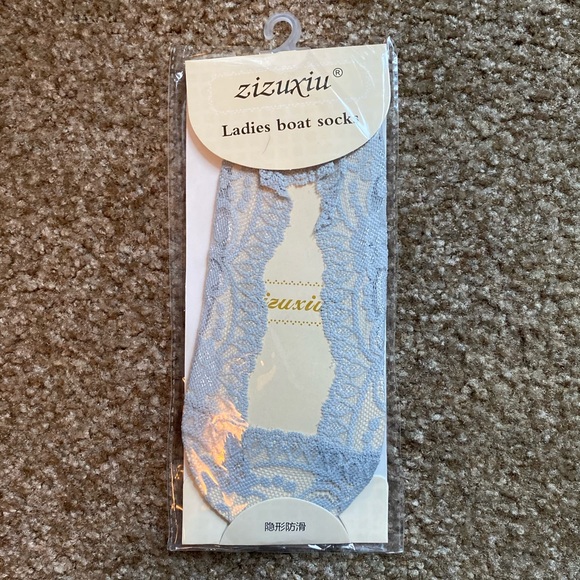 zizuxiu®
Ladies boat socks
zizuxiu
隐形防滑